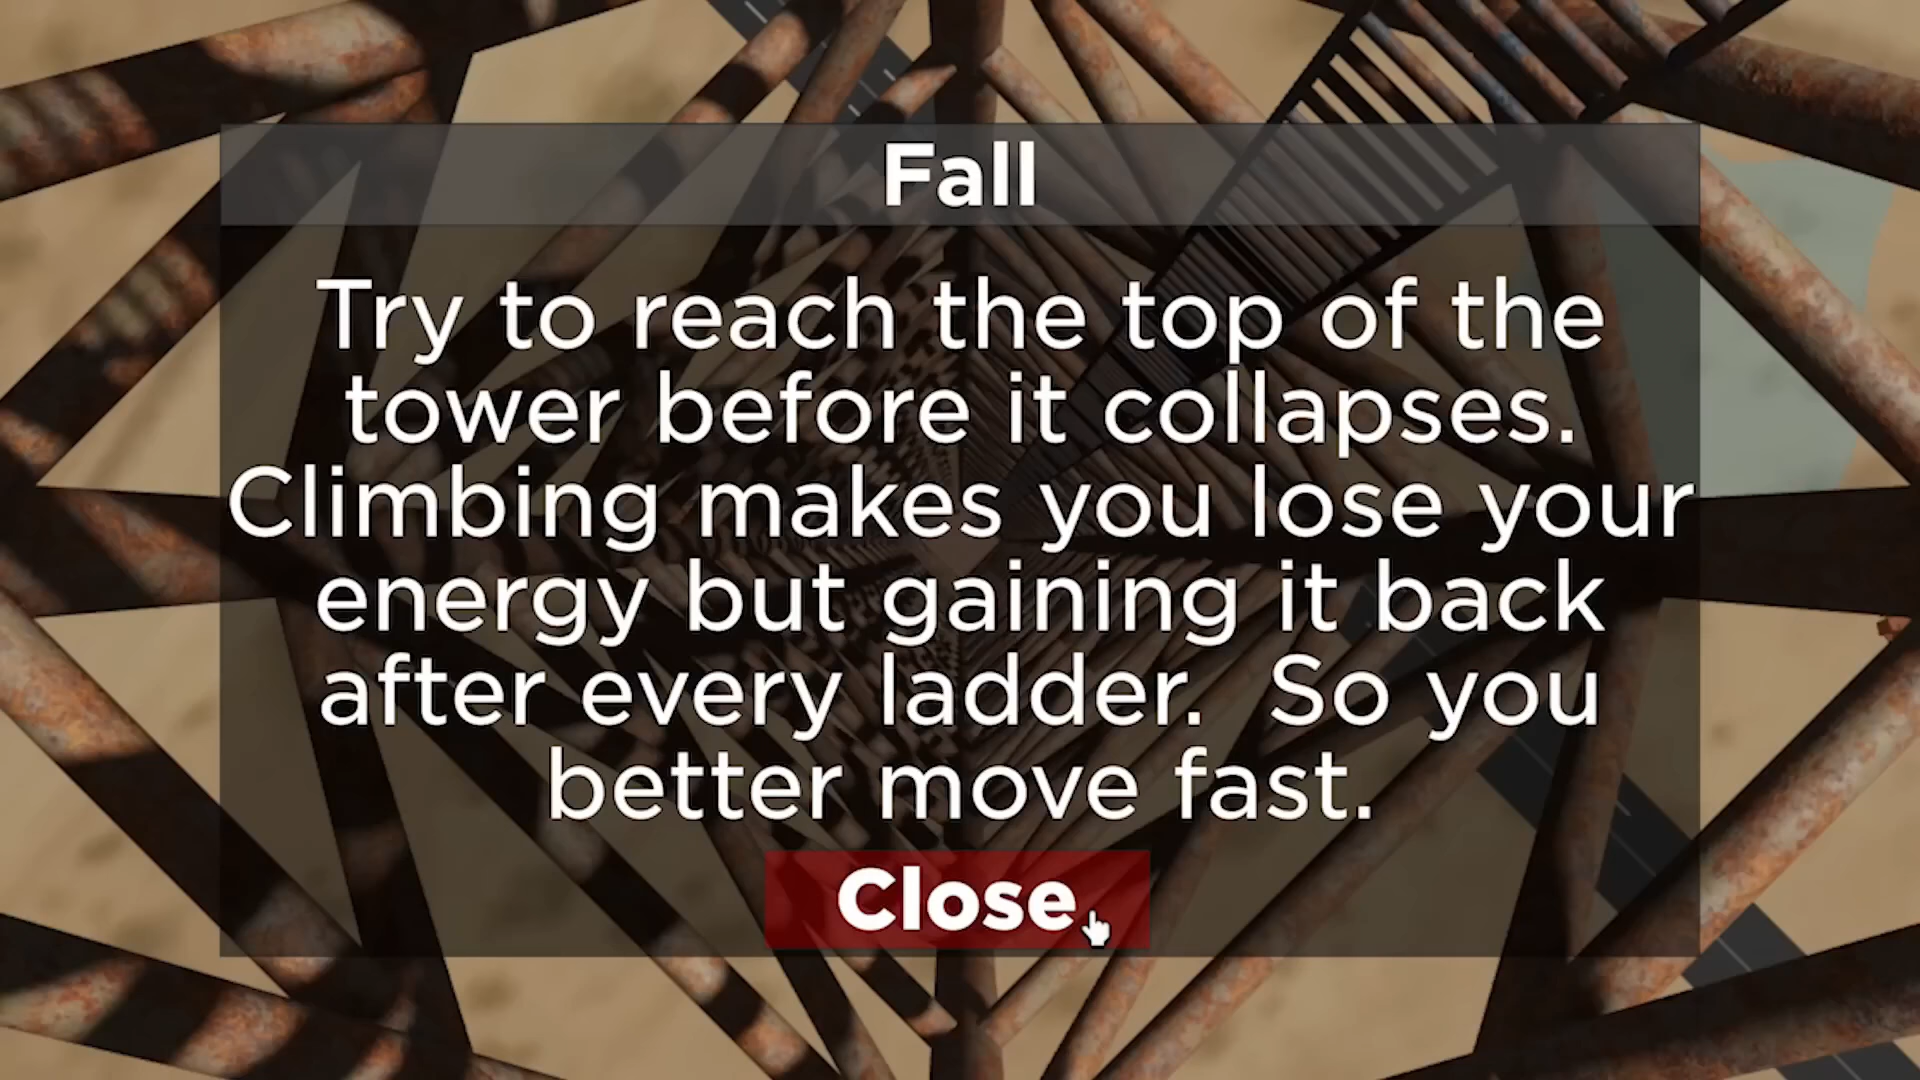 Fall
Try to reach the top of the
tower before it collapses.
Climbing makes you lose your
energy but gaining it back
after every ladder.  So you
better move fast.
Close